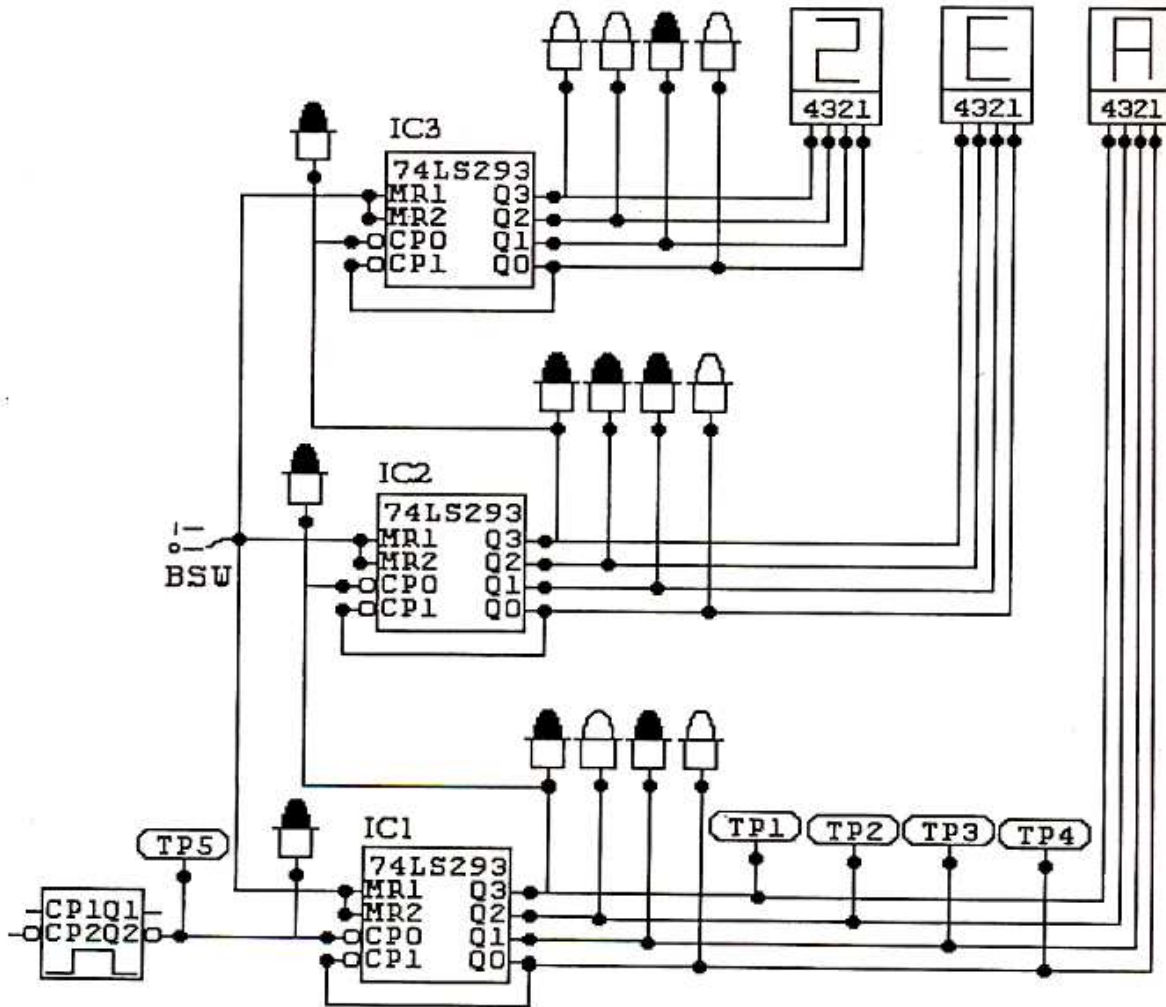 2 E A
4321 4321 4321
IC3
74LS293
MR1 Q3
MR2 Q2
CP0 Q1
CP1 Q0
IC2
74LS293
MR1 Q3
MR2 Q2
CP0 Q1
CP1 Q0
1
0
BSW
IC1
74LS293
MR1 Q3
MR2 Q2
CP0 Q1
CP1 Q0
TP1 TP2 TP3 TP4
TP5
CP1Q1
CP2Q2